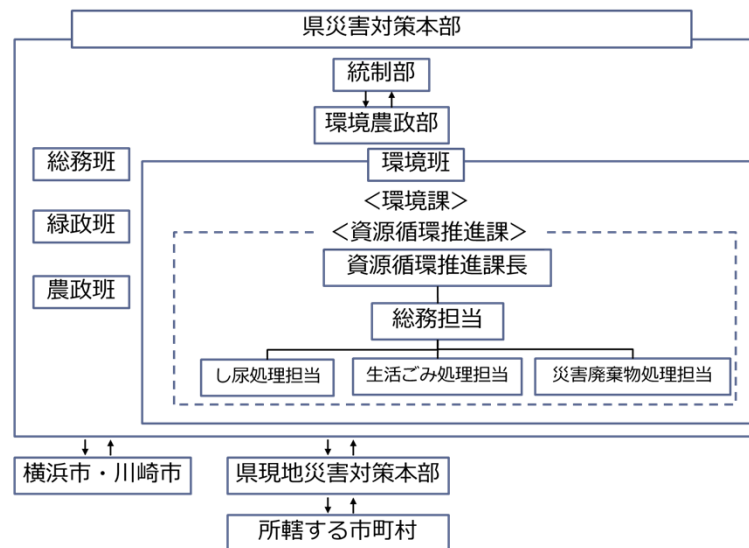 県災害対策本部
統制部
環境農政部
総務班
環境班
＜環境課＞
緑政班
＜資源循環推進課＞
資源循環推進課長
農政班
総務担当
し尿処理担当
生活ごみ処理担当
災害廃棄物処理担当
横浜市・川崎市
県現地災害対策本部
所轄する市町村